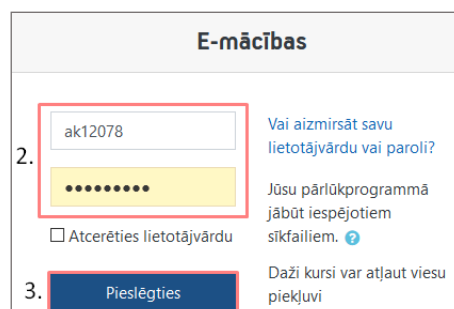 E-mācības
2.
ak12078
•••••••••
Atcerēties lietotājvārdu
3.
Pieslēgties
Vai aizmirsāt savu
lietotājvārdu vai paroli?
Jūsu pārlūkprogrammā
jābūt iespējotiem
sīkfailiem. ?
Daži kursi var atļaut viesu
piekļuvi